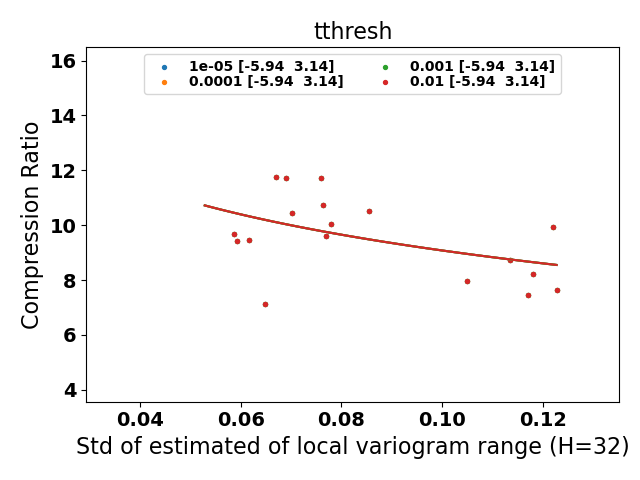 tthresh
1e-05 [-5.94  3.14]
0.0001 [-5.94  3.14]
0.001 [-5.94  3.14]
0.01 [-5.94  3.14]
Compression Ratio
16
14
12
10
8
6
4
0.04
0.06
0.08
0.10
0.12
Std of estimated of local variogram range (H=32)